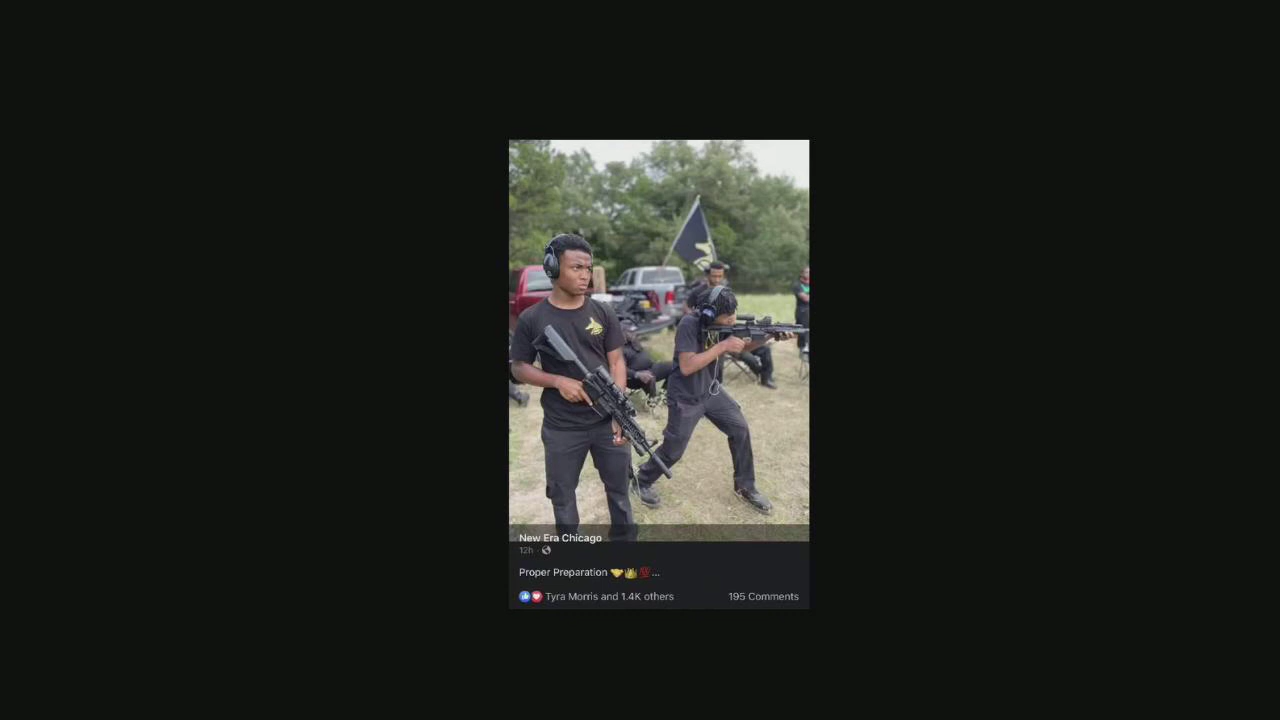 New Era Chicago
12h ·
Proper Preparation 🤝👑💯...
Tyra Morris and 1.4K others 195 Comments